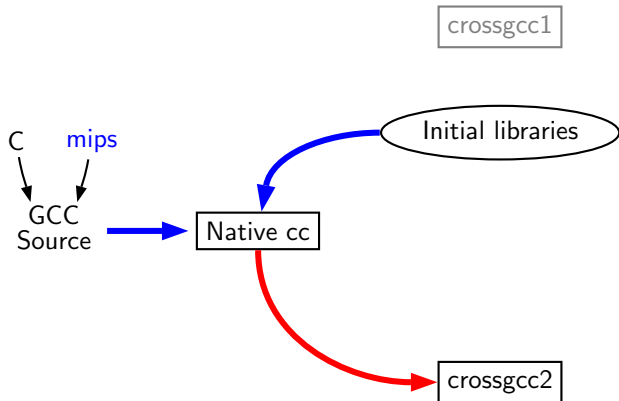 crossgcc1
Initial libraries
C
mips
GCC
Source
Native cc
crossgcc2